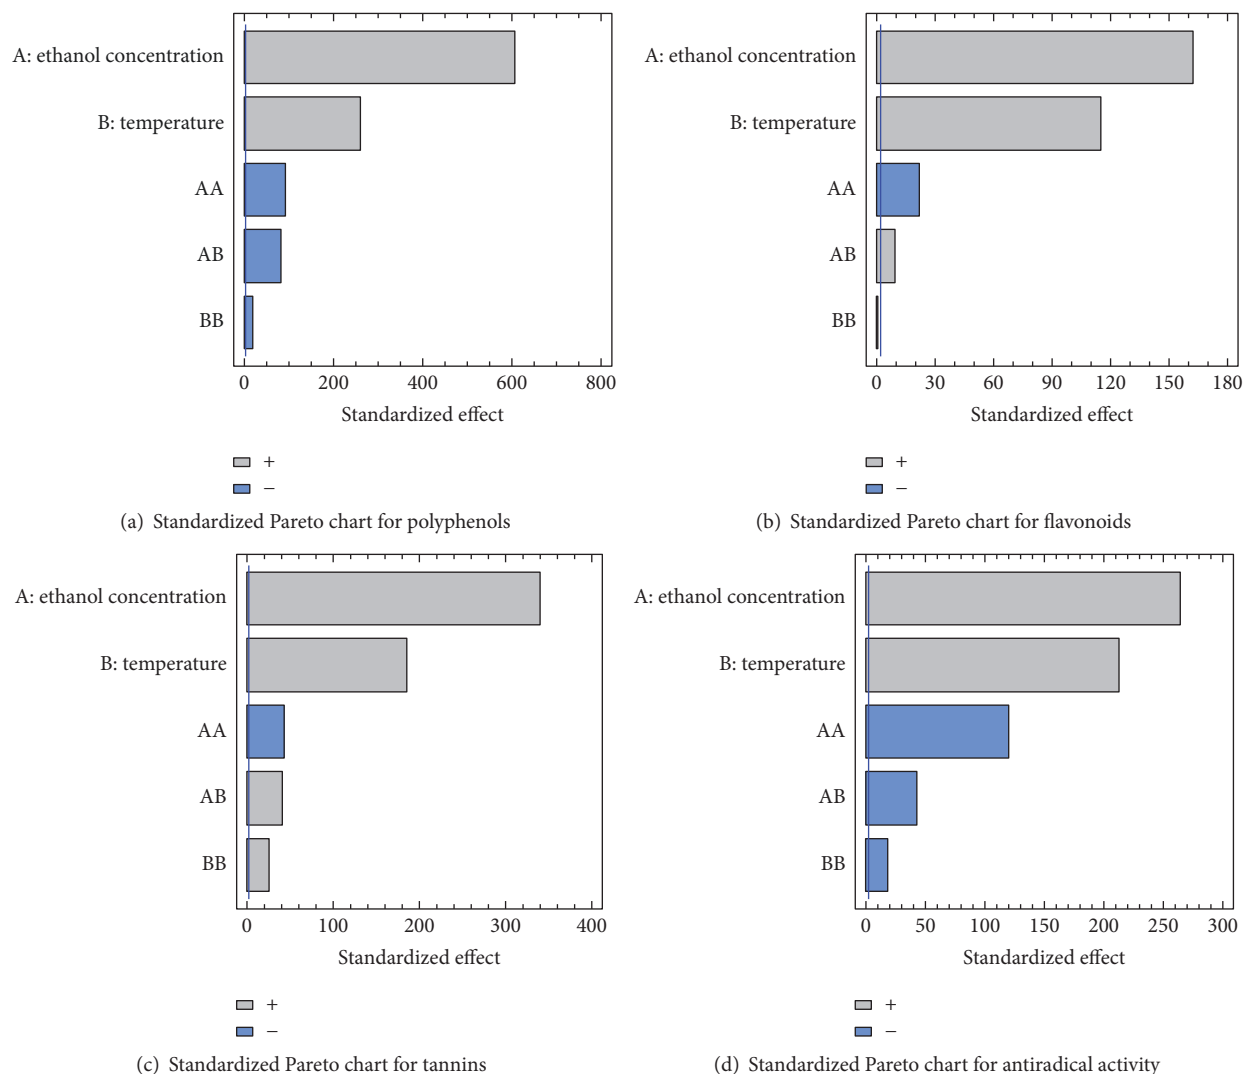 A: ethanol concentration
B: temperature
AA
AB
BB
0 200 400 600 800
Standardized effect
+
−
(a) Standardized Pareto chart for polyphenols
A: ethanol concentration
B: temperature
AA
AB
BB
0 30 60 90 120 150 180
Standardized effect
+
−
(b) Standardized Pareto chart for flavonoids
A: ethanol concentration
B: temperature
AA
AB
BB
0 100 200 300 400
Standardized effect
+
−
(c) Standardized Pareto chart for tannins
A: ethanol concentration
B: temperature
AA
AB
BB
0 50 100 150 200 250 300
Standardized effect
+
−
(d) Standardized Pareto chart for antiradical activity